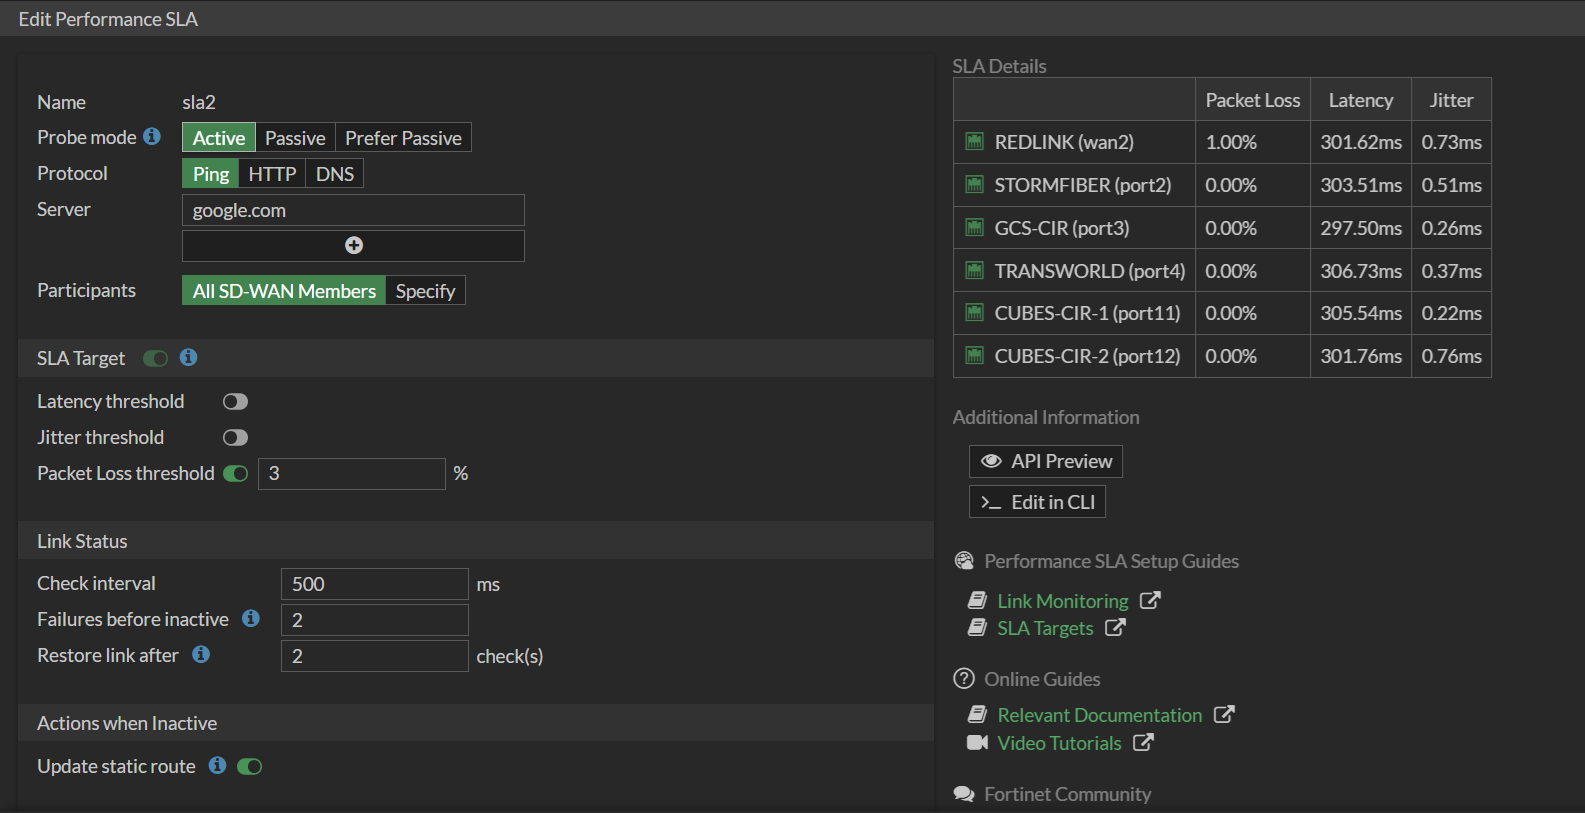 Edit Performance SLA
Name sla2
Probe mode Active Passive Prefer Passive
Protocol Ping HTTP DNS
Server google.com
Participants All SD-WAN Members Specify
SLA Target
Latency threshold
Jitter threshold
Packet Loss threshold 3 %
Link Status
Check interval 500 ms
Failures before inactive 2
Restore link after 2 check(s)
Actions when Inactive
Update static route
SLA Details
Packet Loss Latency Jitter
REDLINK (wan2) 1.00% 301.62ms 0.73ms
STORMFIBER (port2) 0.00% 303.51ms 0.51ms
GCS-CIR (port3) 0.00% 297.50ms 0.26ms
TRANSWORLD (port4) 0.00% 306.73ms 0.37ms
CUBES-CIR-1 (port11) 0.00% 305.54ms 0.22ms
CUBES-CIR-2 (port12) 0.00% 301.76ms 0.76ms
Additional Information
API Preview
>_ Edit in CLI
Performance SLA Setup Guides
Link Monitoring
SLA Targets
Online Guides
Relevant Documentation
Video Tutorials
Fortinet Community